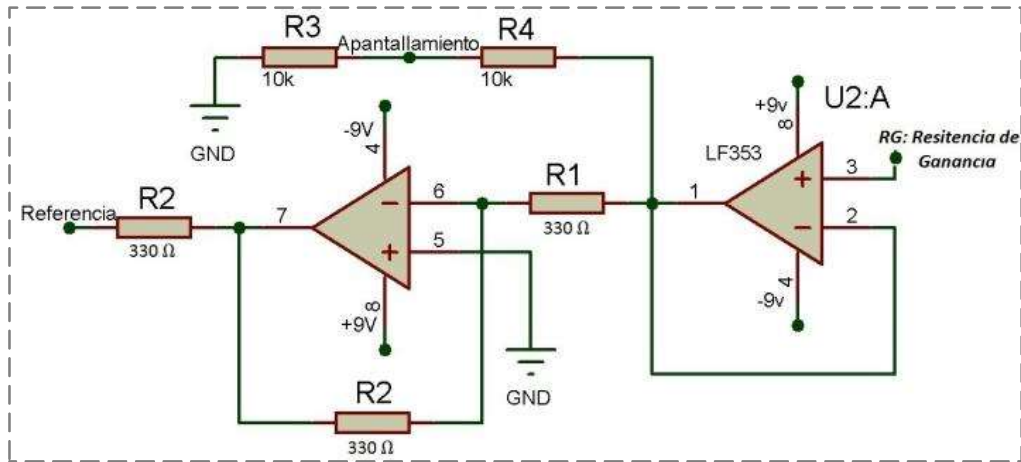 R3
Apantallamiento
R4
10k
10k
GND
+9v
8
U2:A
LF353
RG: Resitencia de
Ganancia
3
2
1
4
-9v
-9V
4
R1
330 Ω
6
5
7
8
+9V
Referencia
R2
330 Ω
GND
R2
330 Ω